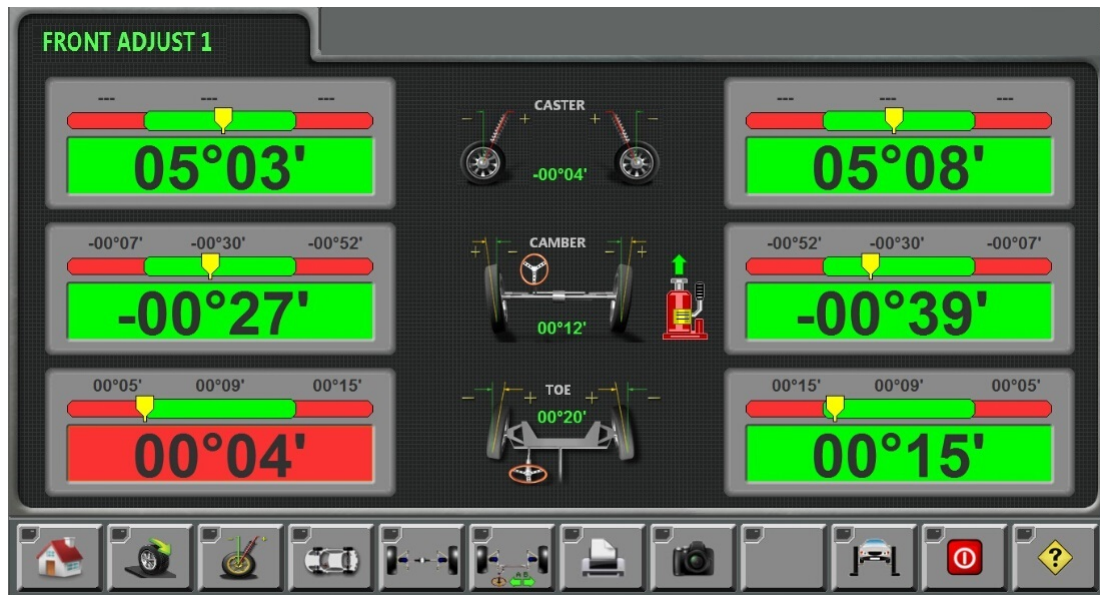 FRONT ADJUST 1
--- --- ---
CASTER
--- --- ---
- + + -
05°03'
-00°04'
05°08'
-00°07' -00°30' -00°52'
CAMBER
-00°52' -00°30' -00°07'
+ - - +
-00°27'
00°12'
-00°39'
00°05' 00°09' 00°15'
TOE
00°15' 00°09' 00°05'
- + + -
00°20'
00°04'
00°15'
A B
?